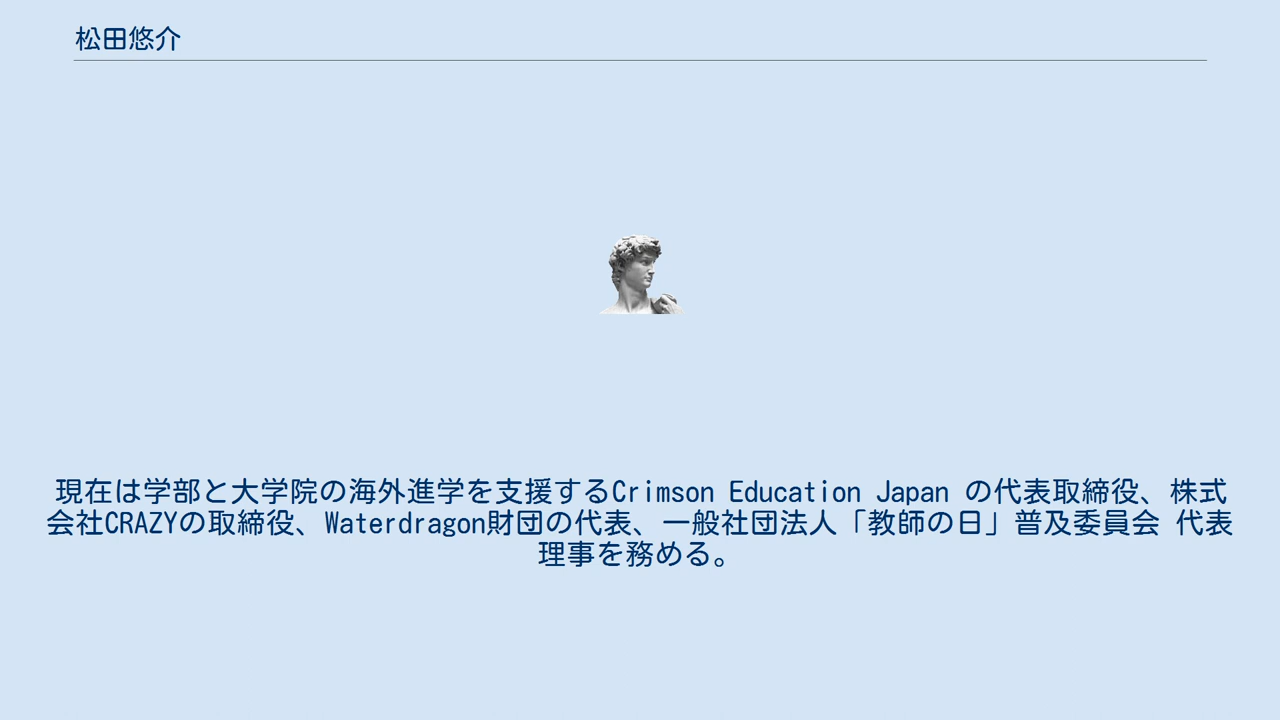 松田悠介
現在は学部と大学院の海外進学を支援するCrimson Education Japan の代表取締役、株式
会社CRAZYの取締役、Waterdragon財団の代表、一般社団法人「教師の日」普及委員会 代表
理事を務める。